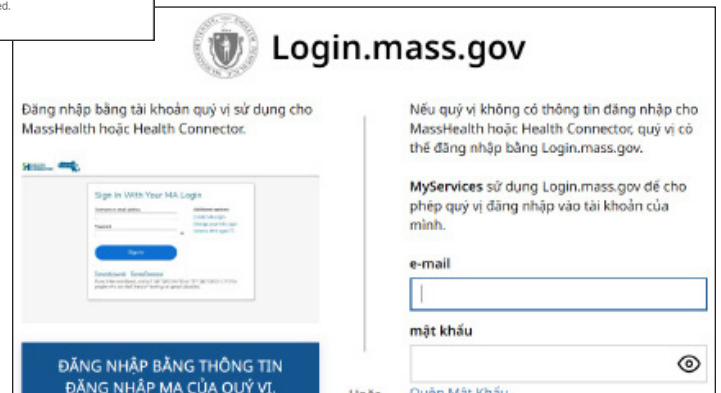 ed.
Login.mass.gov
Đăng nhập bằng tài khoản quý vị sử dụng cho
MassHealth hoặc Health Connector.
Sign In With Your MA Login
Sign In
ĐĂNG NHẬP BẰNG THÔNG TIN
ĐĂNG NHẬP MA CỦA QUÝ VỊ.
Nếu quý vị không có thông tin đăng nhập cho
MassHealth hoặc Health Connector, quý vị có
thể đăng nhập bằng Login.mass.gov.
MyServices sử dụng Login.mass.gov để cho
phép quý vị đăng nhập vào tài khoản của
mình.
e-mail
mật khẩu
Quên Mật Khẩu